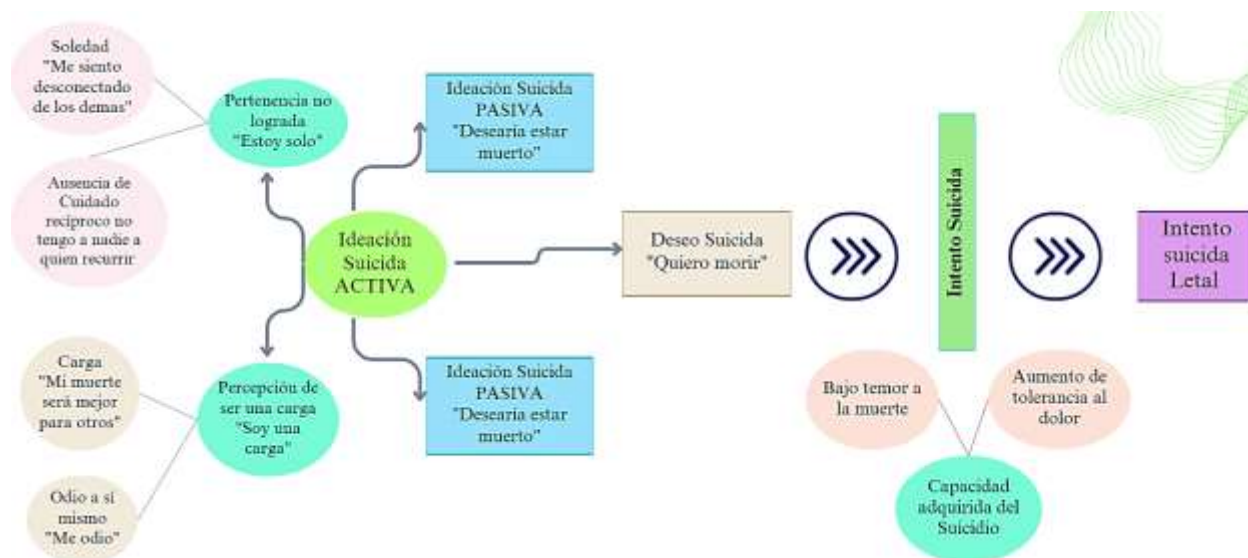 Soledad
"Me siento
desconectado
de los demas"
Ausencia de
Cuidado
recíproco no
tengo a nadie a
quien recurrir
Pertenencia no
lograda
"Estoy solo"
Carga
"Mi muerte
será mejor
para otros"
Odio a sí
mismo
"Me odio"
Percepción de
ser una carga
"Soy una
carga"
Ideación
Suicida
ACTIVA
Ideación Suicida
PASIVA
"Desearía estar
muerto"
Ideación Suicida
PASIVA
"Desearía estar
muerto"
Deseo Suicida
"Quiero morir"
Intento Suicida
Bajo temor a
la muerte
Aumento de
tolerancia al
dolor
Capacidad
adquirida del
Suicidio
Intento
suicida
Letal